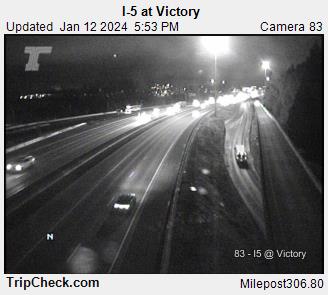 I-5 at Victory
Updated  Jan 12 2024  5:53 PM
Camera 83
T
N
83 - I5 @ Victory
TripCheck.com
Milepost306.80